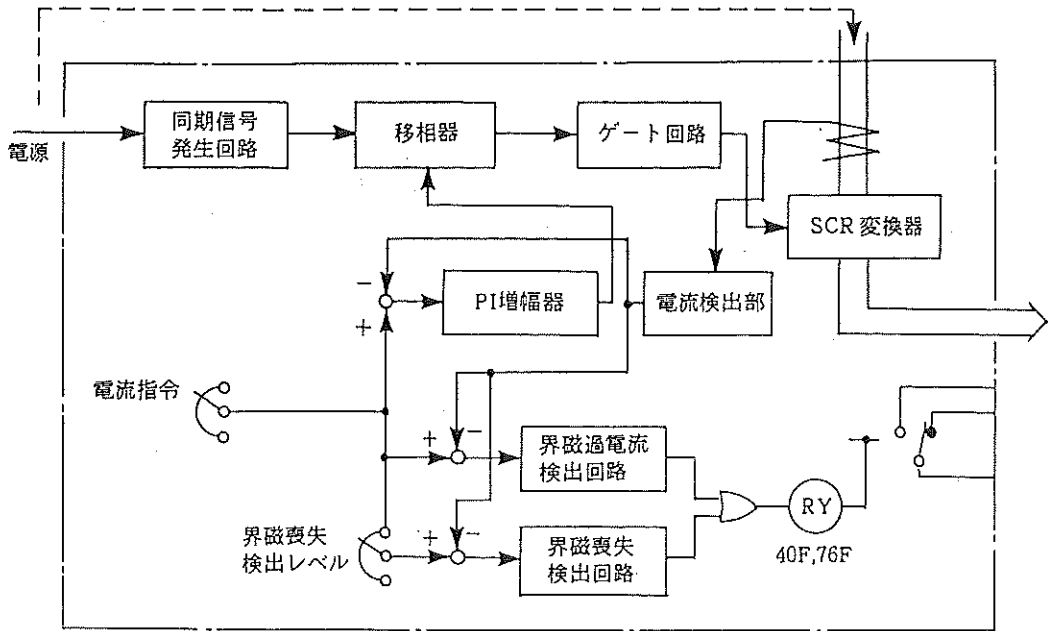 電源
同期信号
発生回路
移相器
ゲート回路
SCR変換器
−
+
PI増幅器
電流検出部
電流指令
+
−
界磁過電流
検出回路
界磁喪失
検出レベル
+
−
界磁喪失
検出回路
RY
40F,76F